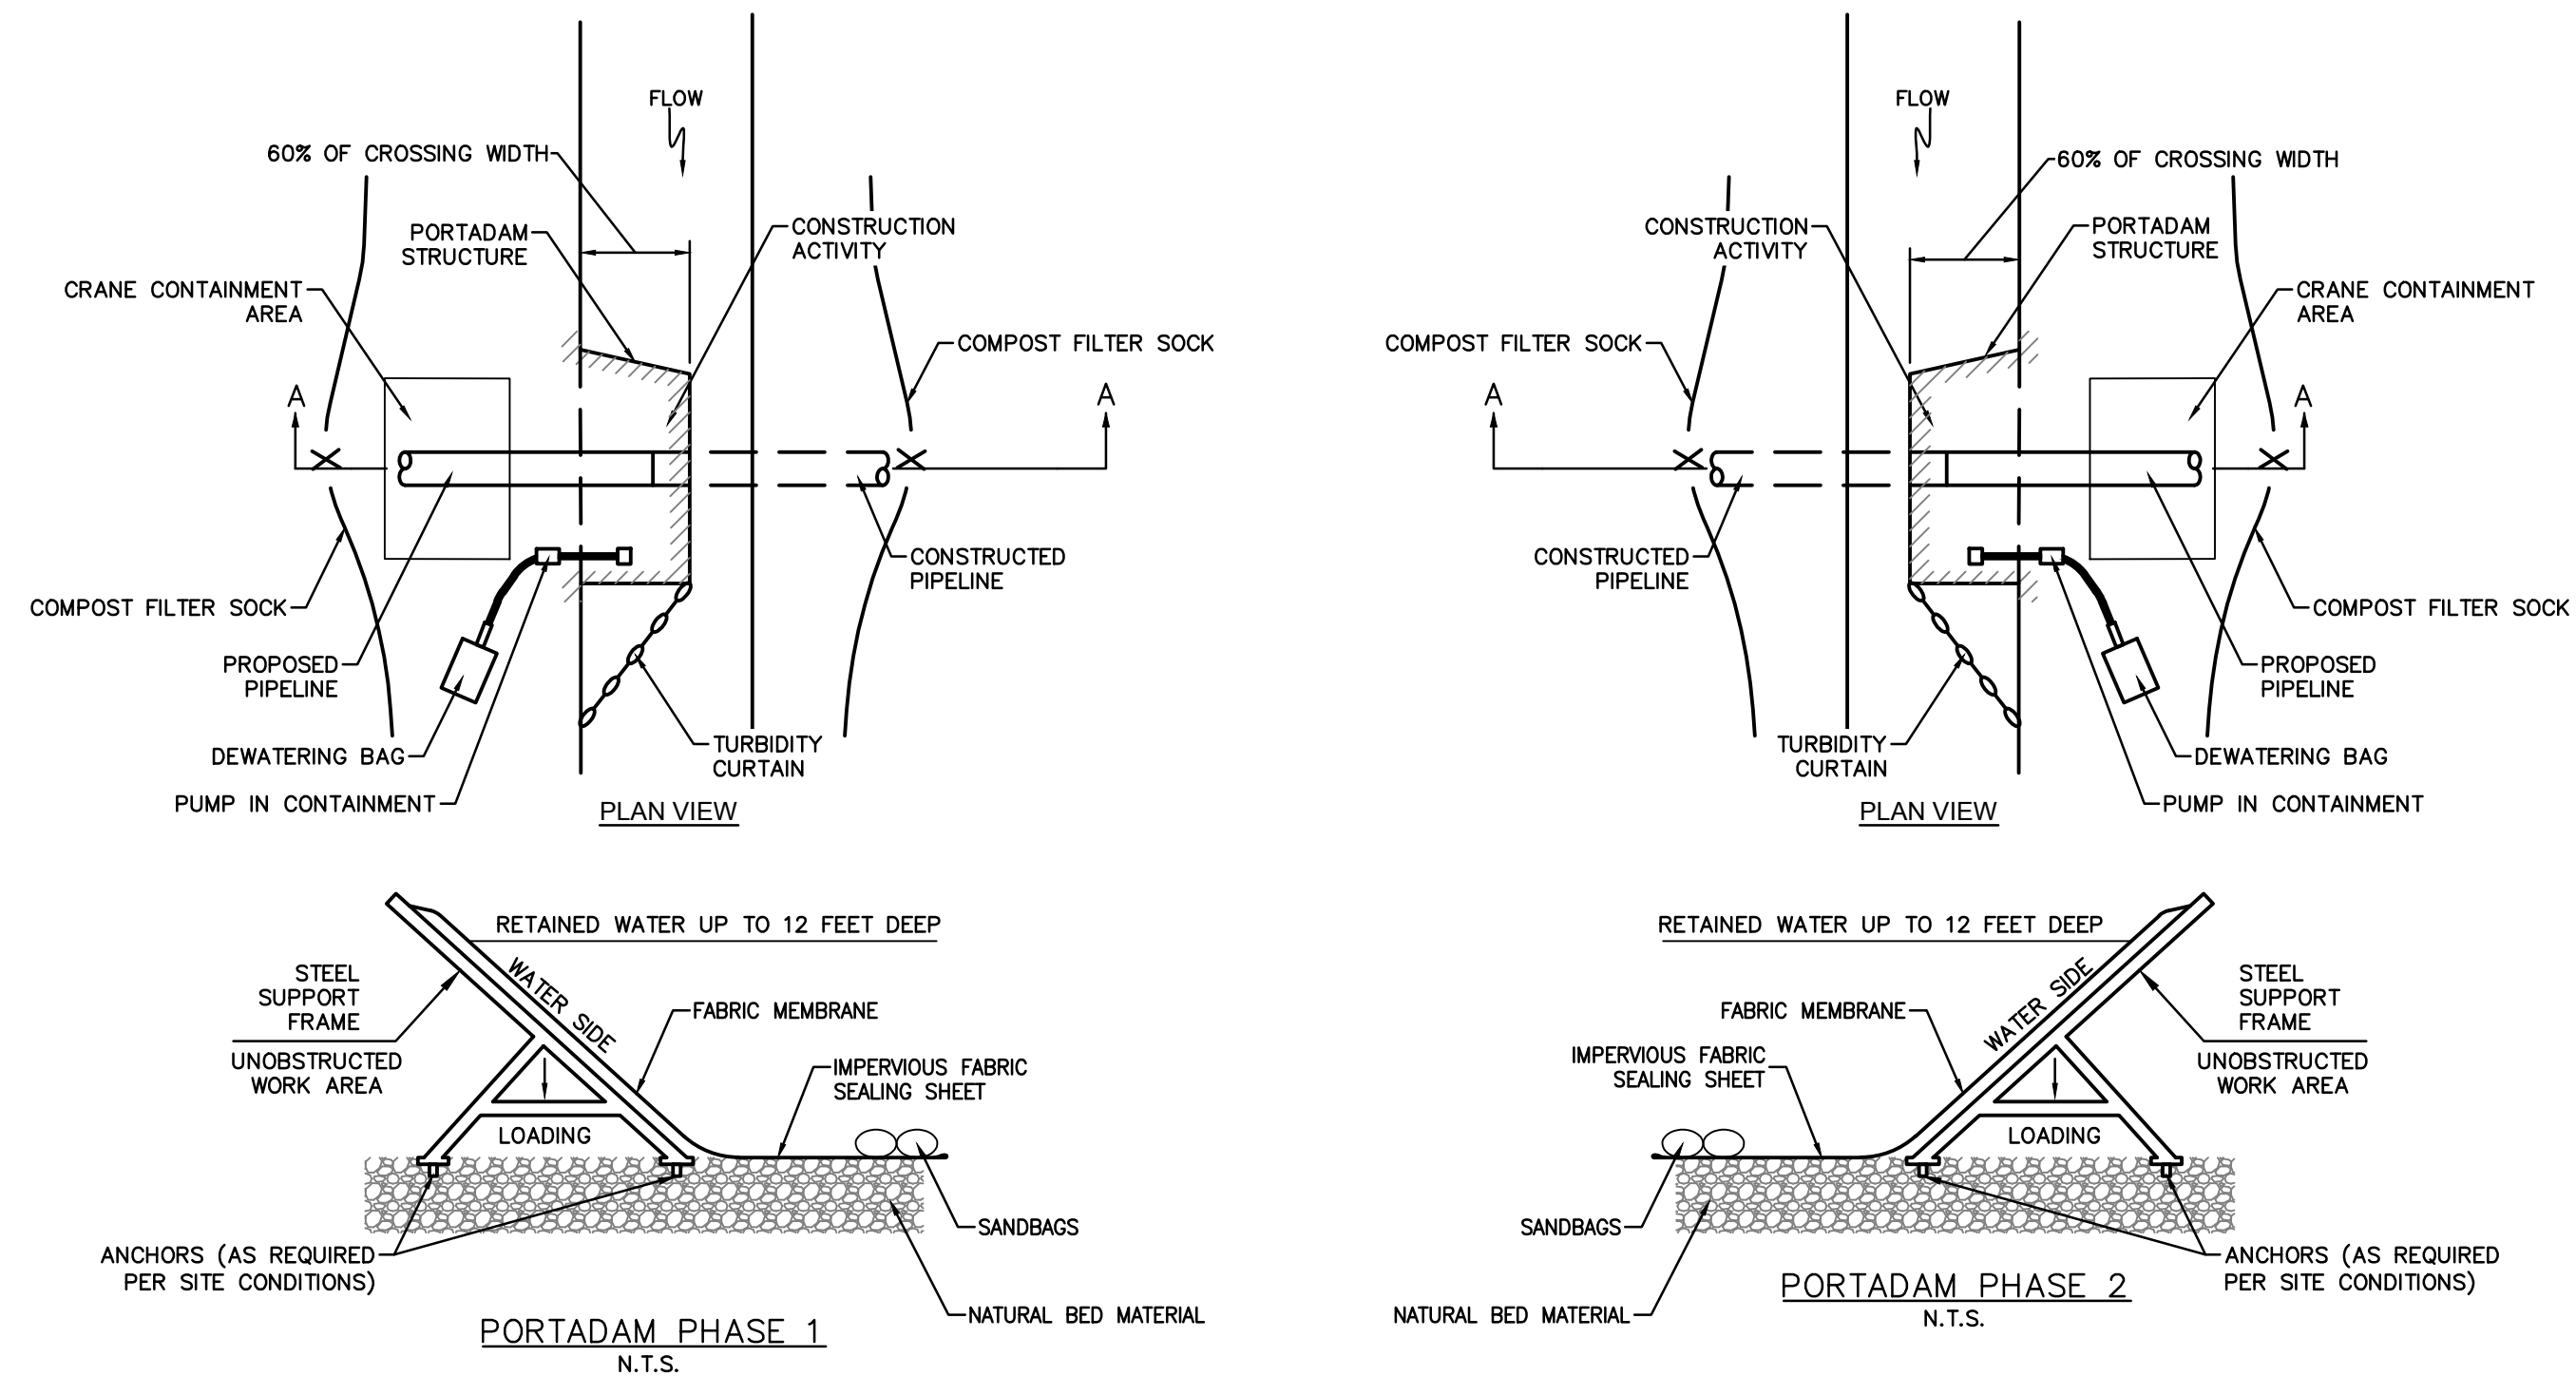 FLOW
60% OF CROSSING WIDTH
PORTADAM
STRUCTURE
CONSTRUCTION
ACTIVITY
CRANE CONTAINMENT
AREA
COMPOST FILTER SOCK
A
A
CONSTRUCTED
PIPELINE
COMPOST FILTER SOCK
PROPOSED
PIPELINE
DEWATERING BAG
TURBIDITY
CURTAIN
PUMP IN CONTAINMENT
PLAN VIEW
FLOW
60% OF CROSSING WIDTH
CONSTRUCTION
ACTIVITY
PORTADAM
STRUCTURE
CRANE CONTAINMENT
AREA
COMPOST FILTER SOCK
A
A
CONSTRUCTED
PIPELINE
COMPOST FILTER SOCK
PROPOSED
PIPELINE
TURBIDITY
CURTAIN
DEWATERING BAG
PUMP IN CONTAINMENT
PLAN VIEW
RETAINED WATER UP TO 12 FEET DEEP
STEEL
SUPPORT
FRAME
WATER SIDE
FABRIC MEMBRANE
UNOBSTRUCTED
WORK AREA
IMPERVIOUS FABRIC
SEALING SHEET
LOADING
SANDBAGS
ANCHORS (AS REQUIRED
PER SITE CONDITIONS)
NATURAL BED MATERIAL
PORTADAM PHASE 1
N.T.S.
RETAINED WATER UP TO 12 FEET DEEP
WATER SIDE
STEEL
SUPPORT
FRAME
FABRIC MEMBRANE
IMPERVIOUS FABRIC
SEALING SHEET
UNOBSTRUCTED
WORK AREA
LOADING
SANDBAGS
ANCHORS (AS REQUIRED
PER SITE CONDITIONS)
NATURAL BED MATERIAL
PORTADAM PHASE 2
N.T.S.